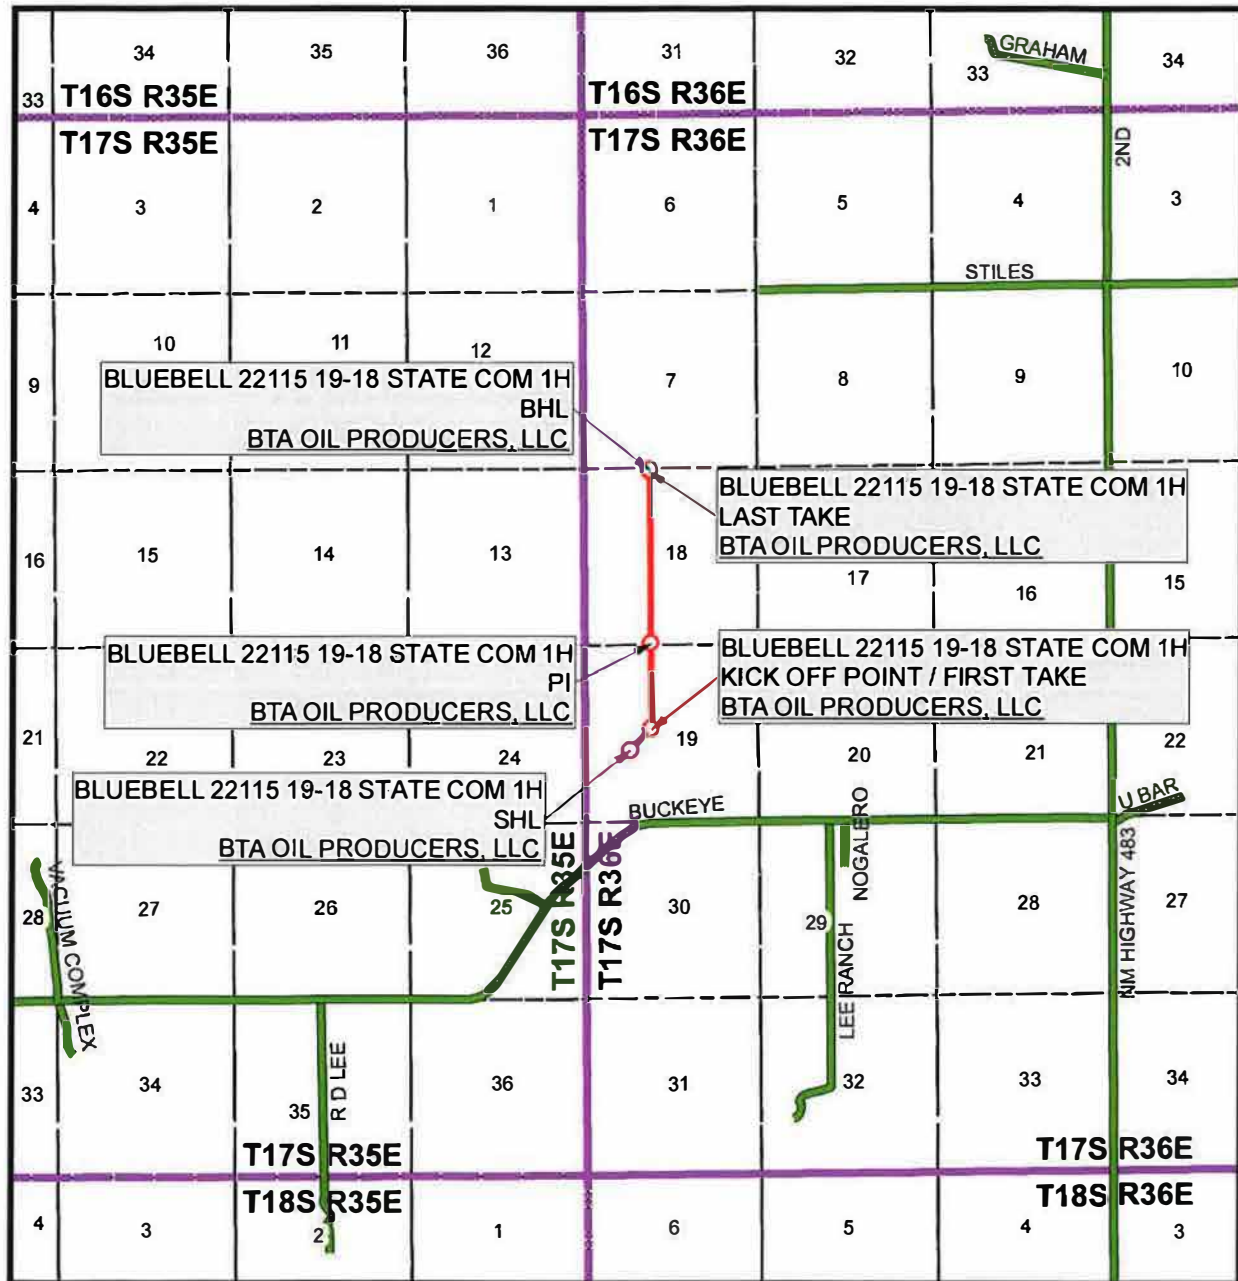 34 35 36 31 32 33 GRAHAM 34
33 T16S R35E T16S R36E
T17S R35E T17S R36E
2ND
4 3 2 1 6 5 4 3
STILES
10 11 12
9 7 8 9 10
BLUEBELL 22115 19-18 STATE COM 1H
BHL
BTA OIL PRODUCERS, LLC
BLUEBELL 22115 19-18 STATE COM 1H
LAST TAKE
BTA OIL PRODUCERS, LLC
16 15 14 13 18 17 16 15
BLUEBELL 22115 19-18 STATE COM 1H
PI
BTA OIL PRODUCERS, LLC
BLUEBELL 22115 19-18 STATE COM 1H
KICK OFF POINT / FIRST TAKE
BTA OIL PRODUCERS, LLC
21 22 23 24 19 20 21 22
BLUEBELL 22115 19-18 STATE COM 1H
SHL
BTA OIL PRODUCERS, LLC
BUCKEYE
U BAR
NOGALERO
T17S R35E
T17S R36E
VACUUM COMPLEX
28 27 26 25 30 29 28 27
LEE RANCH
NM HIGHWAY 483
R D LEE
33 34 35 36 31 32 33 34
T17S R35E T17S R36E
T18S R35E T18S R36E
4 3 2 1 6 5 4 3